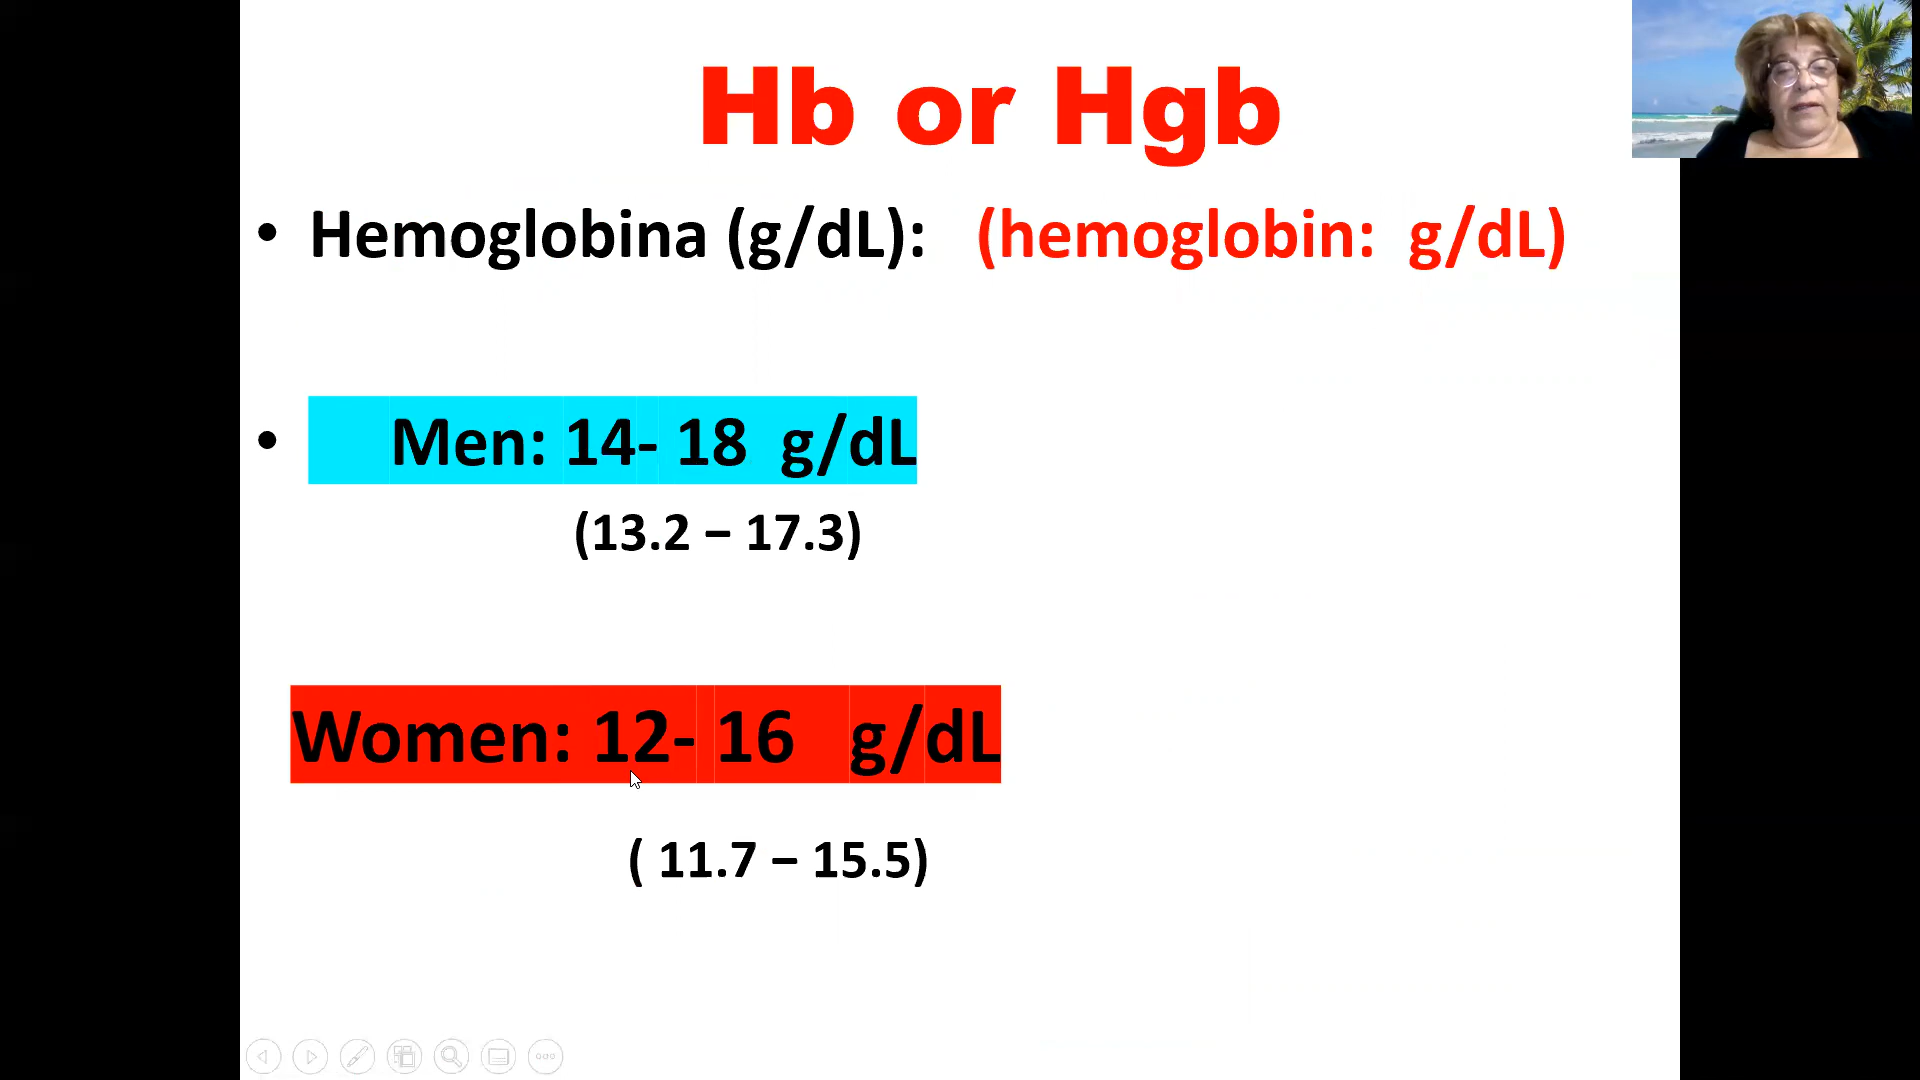 Hb or Hgb
• Hemoglobina (g/dL): (hemoglobin: g/dL)
• Men: 14- 18 g/dL
(13.2 – 17.3)
Women: 12- 16 g/dL
( 11.7 – 15.5)